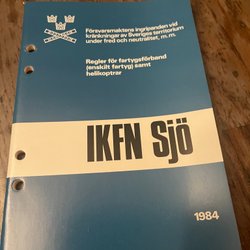 Försvarsmaktens ingripanden vid
kränkningar av Sveriges territorium
under fred och neutralitet, m. m.
Regler för fartygsförband
(enskilt fartyg) samt
helikoptrar
IKFN Sjö
1984